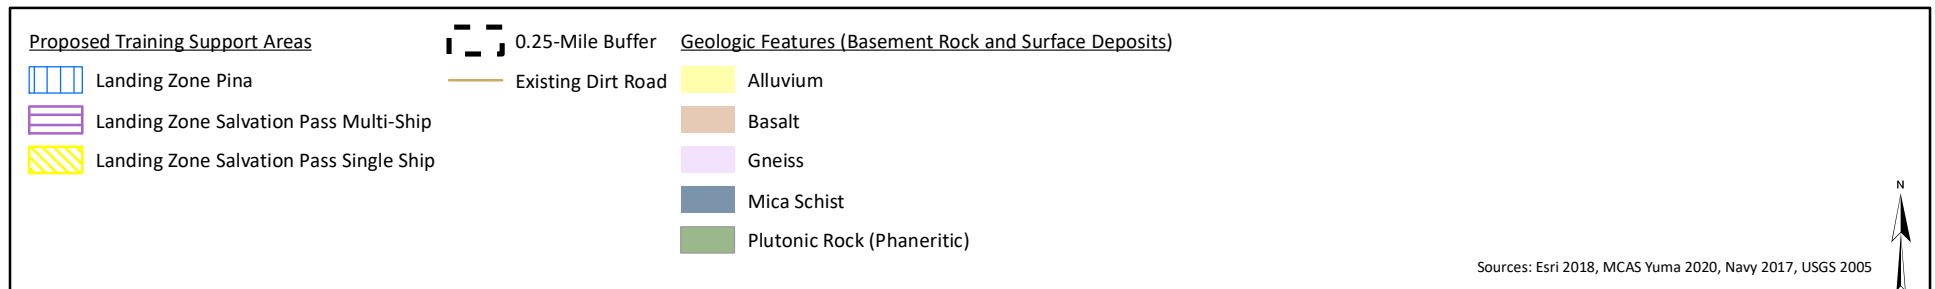 Proposed Training Support Areas
Landing Zone Pina
Landing Zone Salvation Pass Multi-Ship
Landing Zone Salvation Pass Single Ship
0.25-Mile Buffer
Existing Dirt Road
Geologic Features (Basement Rock and Surface Deposits)
Alluvium
Basalt
Gneiss
Mica Schist
Plutonic Rock (Phaneritic)
N
Sources: Esri 2018, MCAS Yuma 2020, Navy 2017, USGS 2005